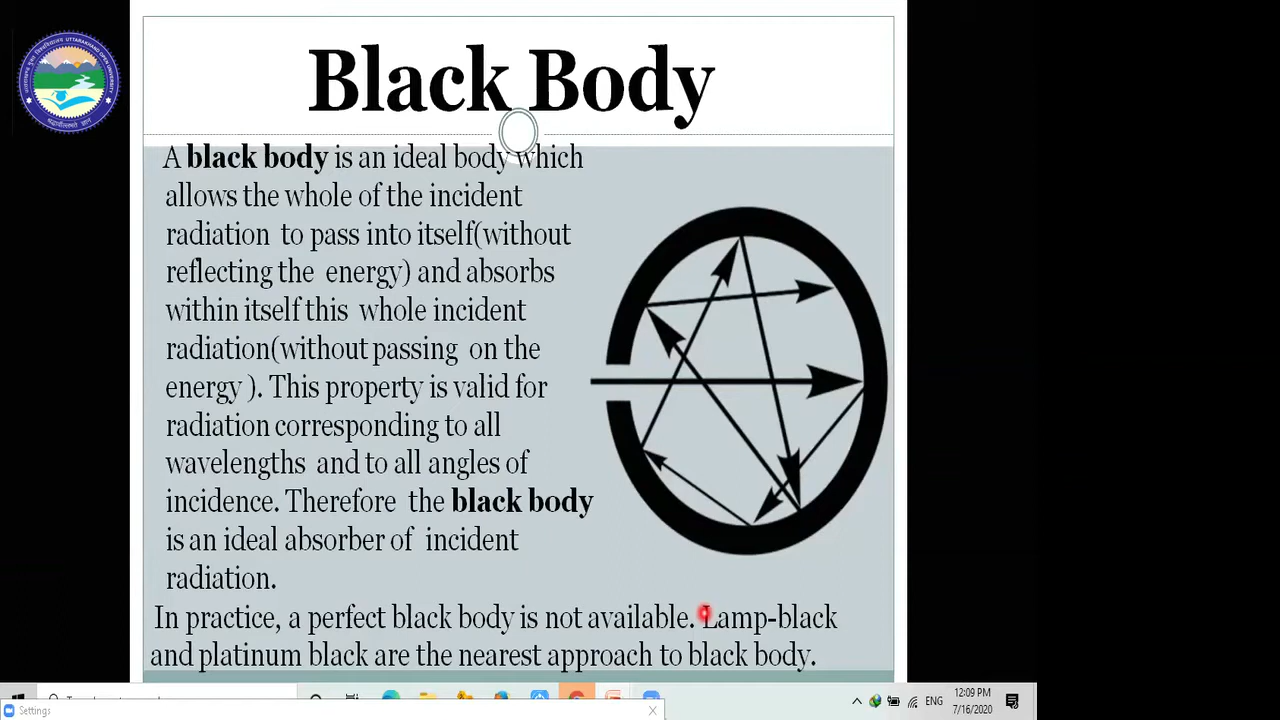 Black Body
A black body is an ideal body which
allows the whole of the incident
radiation to pass into itself(without
reflecting the energy) and absorbs
within itself this whole incident
radiation(without passing on the
energy ). This property is valid for
radiation corresponding to all
wavelengths and to all angles of
incidence. Therefore the black body
is an ideal absorber of incident
radiation.
In practice, a perfect black body is not available. Lamp-black
and platinum black are the nearest approach to black body.
UTTARAKHAND OPEN UNIVERSITY
ENG
12:09 PM
7/16/2020
Settings